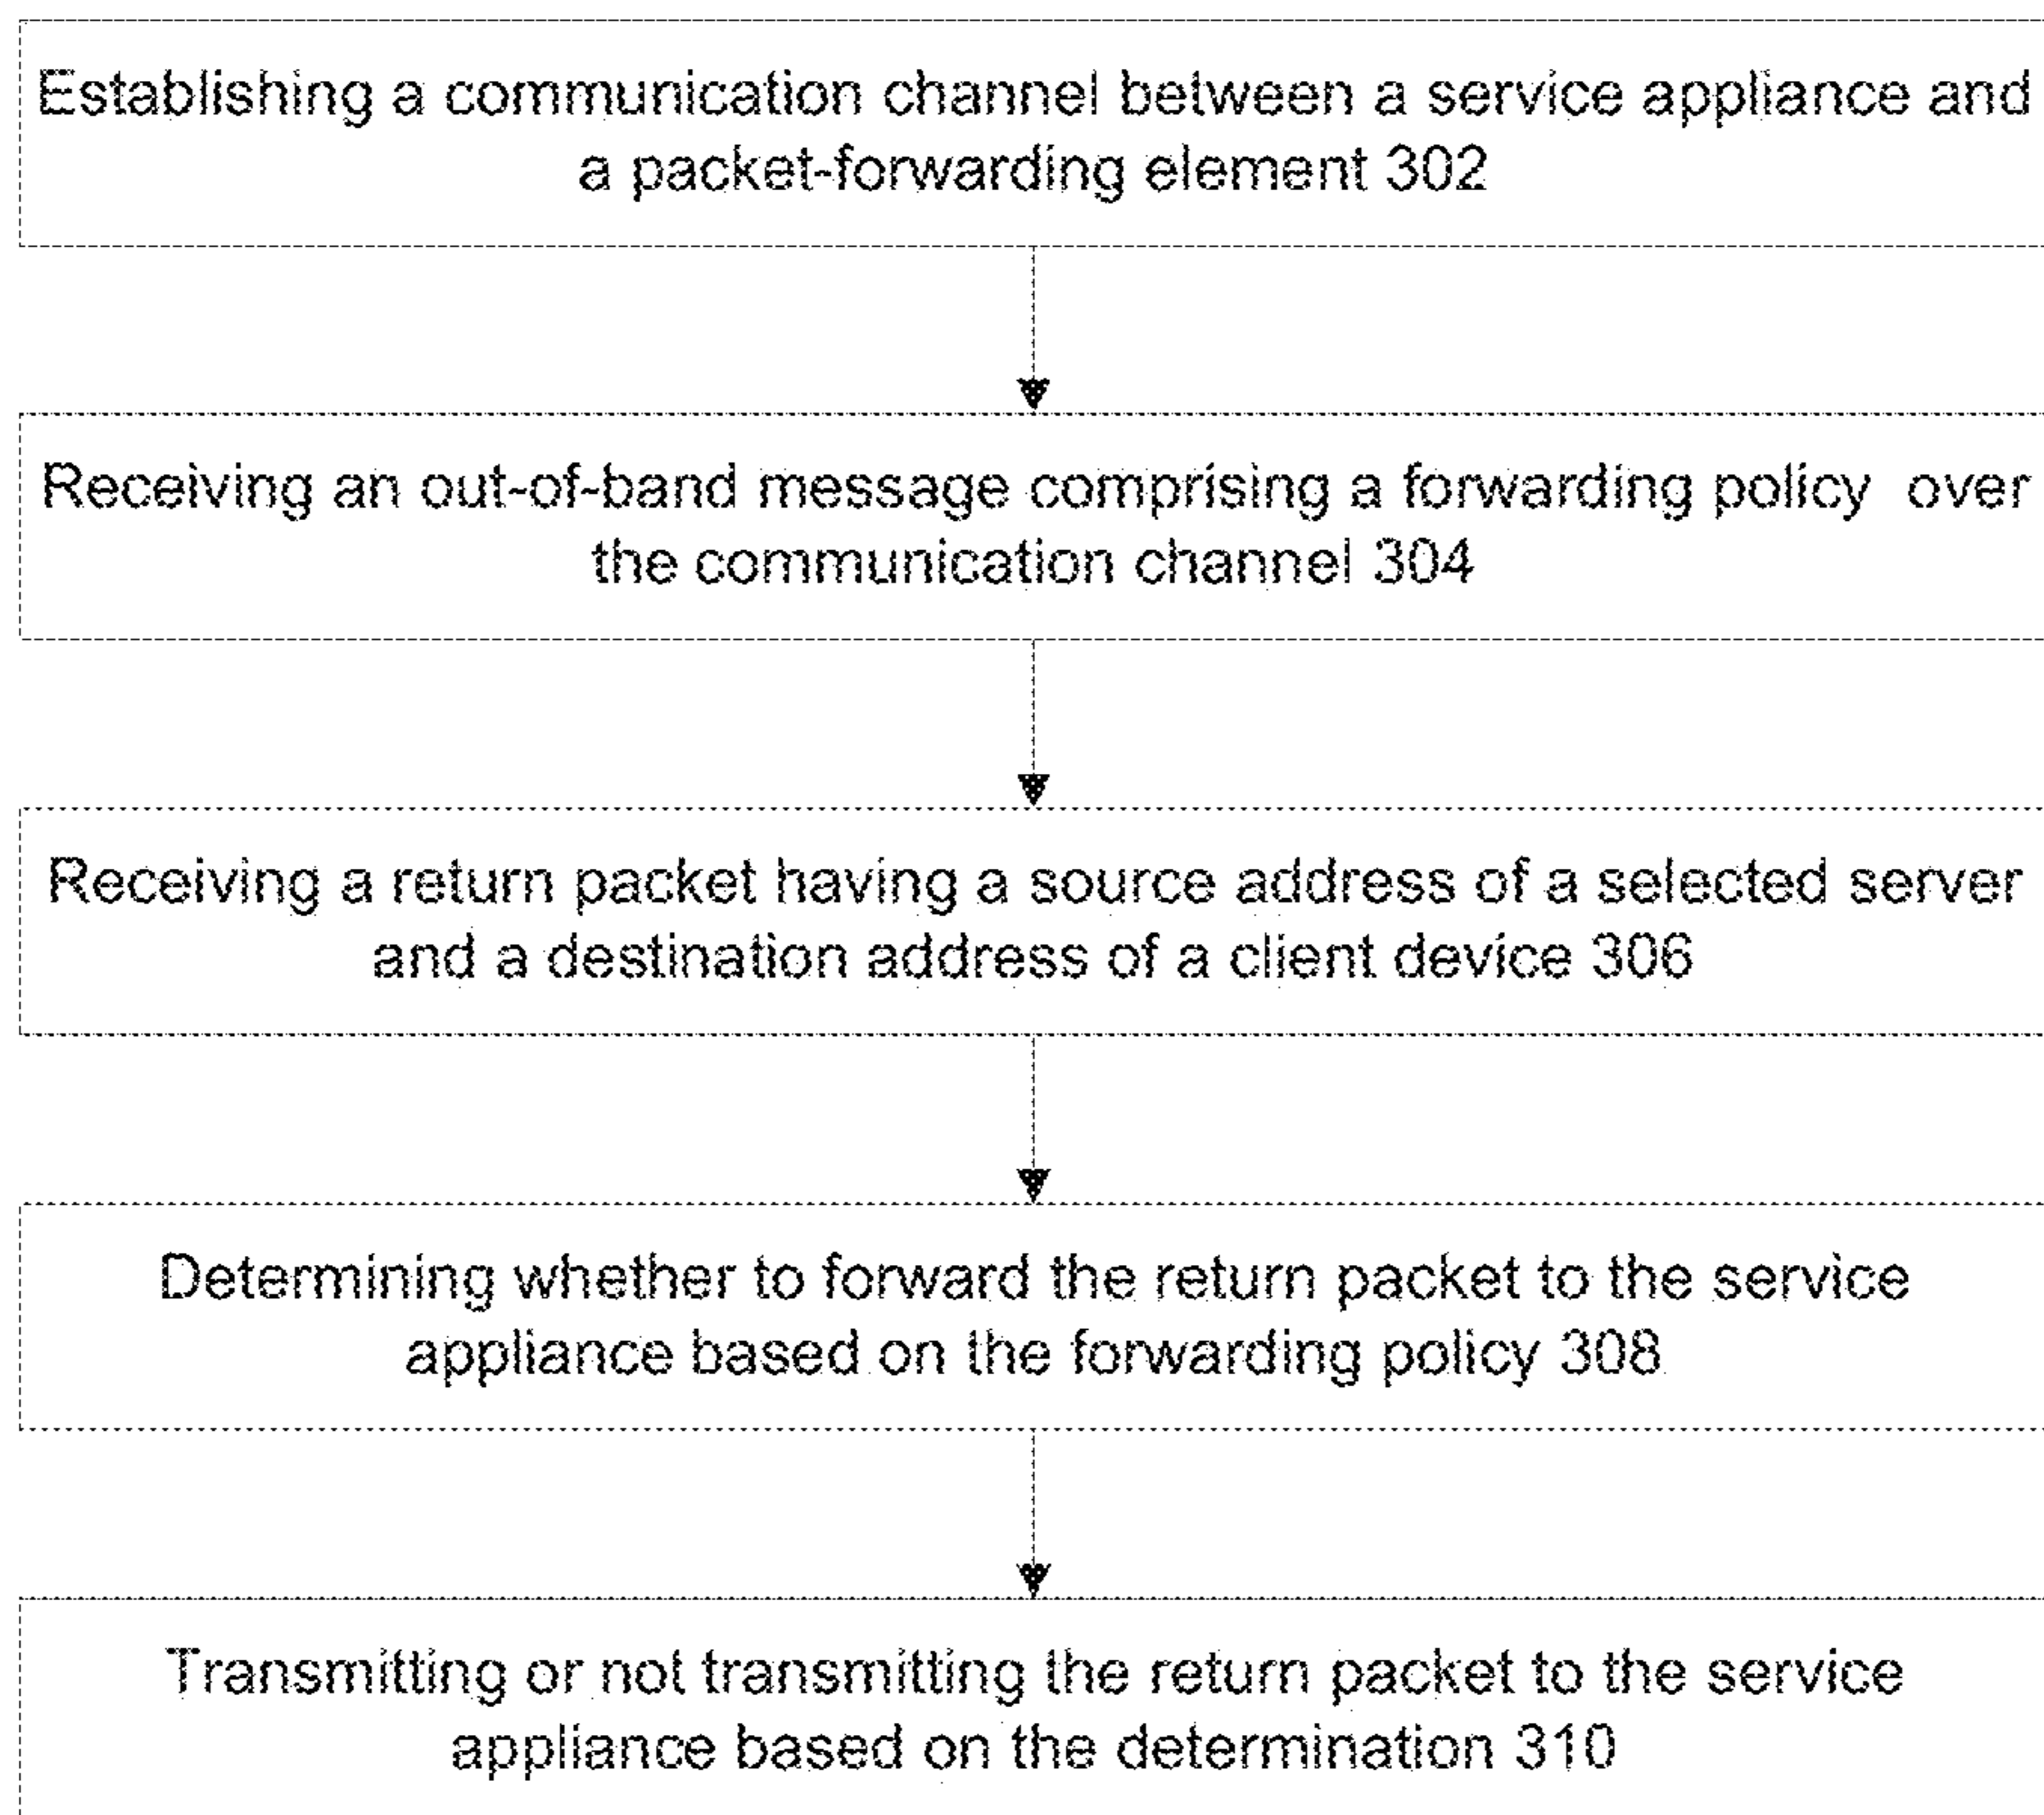 Establishing a communication channel between a service appliance and
a packet-forwarding element 302
Receiving an out-of-band message comprising a forwarding policy over
the communication channel 304
Receiving a return packet having a source address of a selected server
and a destination address of a client device 306
Determining whether to forward the return packet to the service
appliance based on the forwarding policy 308
Transmitting or not transmitting the return packet to the service
appliance based on the determination 310